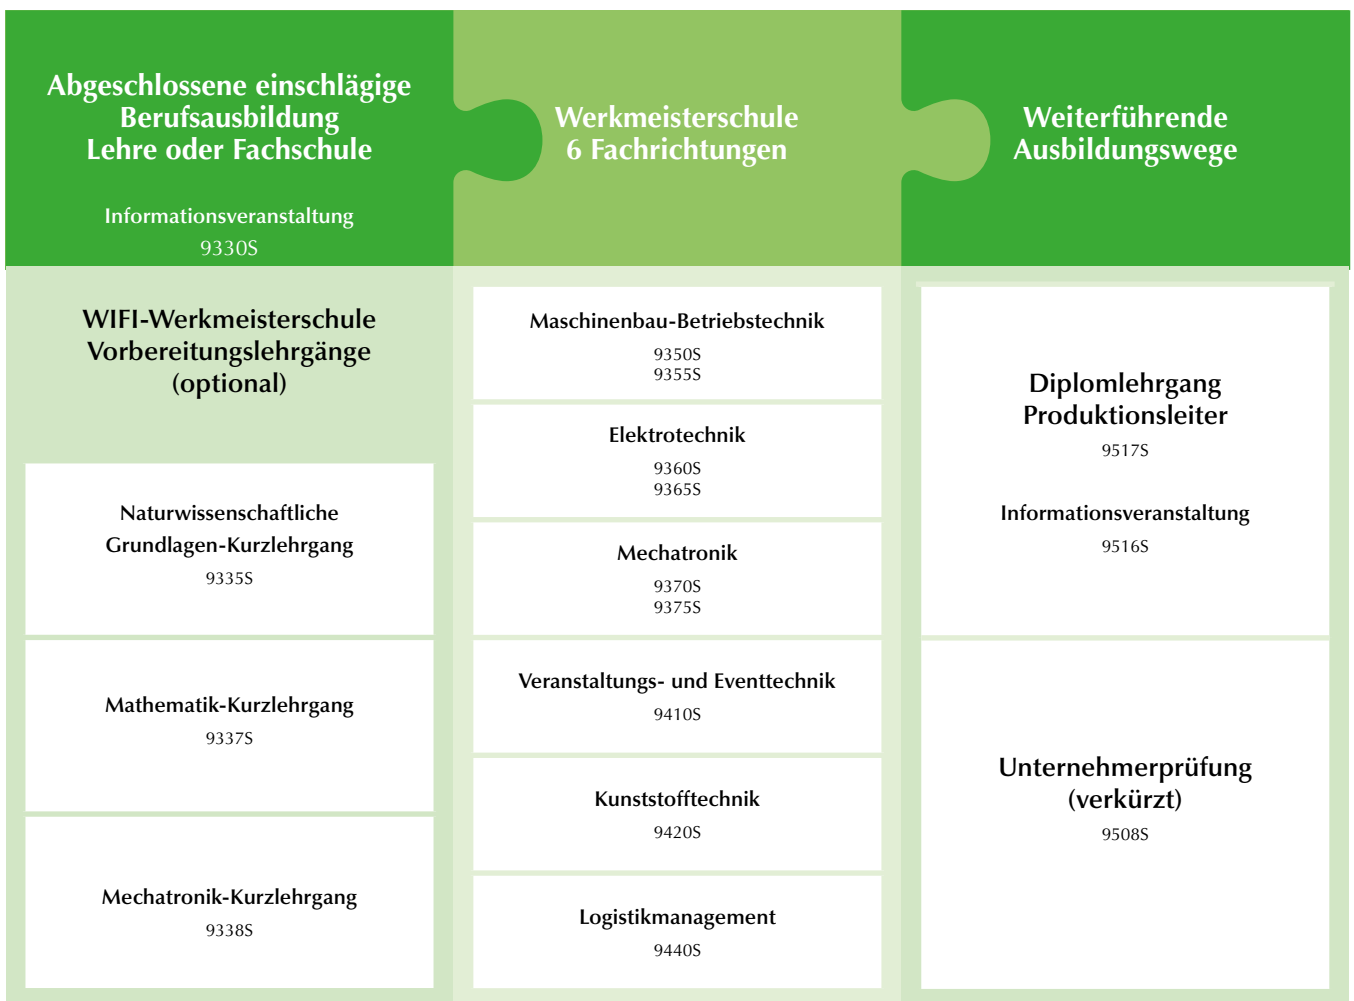 Abgeschlossene einschlägige
Berufsausbildung
Lehre oder Fachschule
Informationsveranstaltung
9330S
WIFI-Werkmeisterschule
Vorbereitungslehrgänge
(optional)
Naturwissenschaftliche
Grundlagen-Kurzlehrgang
9335S
Mathematik-Kurzlehrgang
9337S
Mechatronik-Kurzlehrgang
9338S
Werkmeisterschule
6 Fachrichtungen
Maschinenbau-Betriebstechnik
9350S
9355S
Elektrotechnik
9360S
9365S
Mechatronik
9370S
9375S
Veranstaltungs- und Eventtechnik
9410S
Kunststofftechnik
9420S
Logistikmanagement
9440S
Weiterführende
Ausbildungswege
Diplomlehrgang
Produktionsleiter
9517S
Informationsveranstaltung
9516S
Unternehmerprüfung
(verkürzt)
9508S